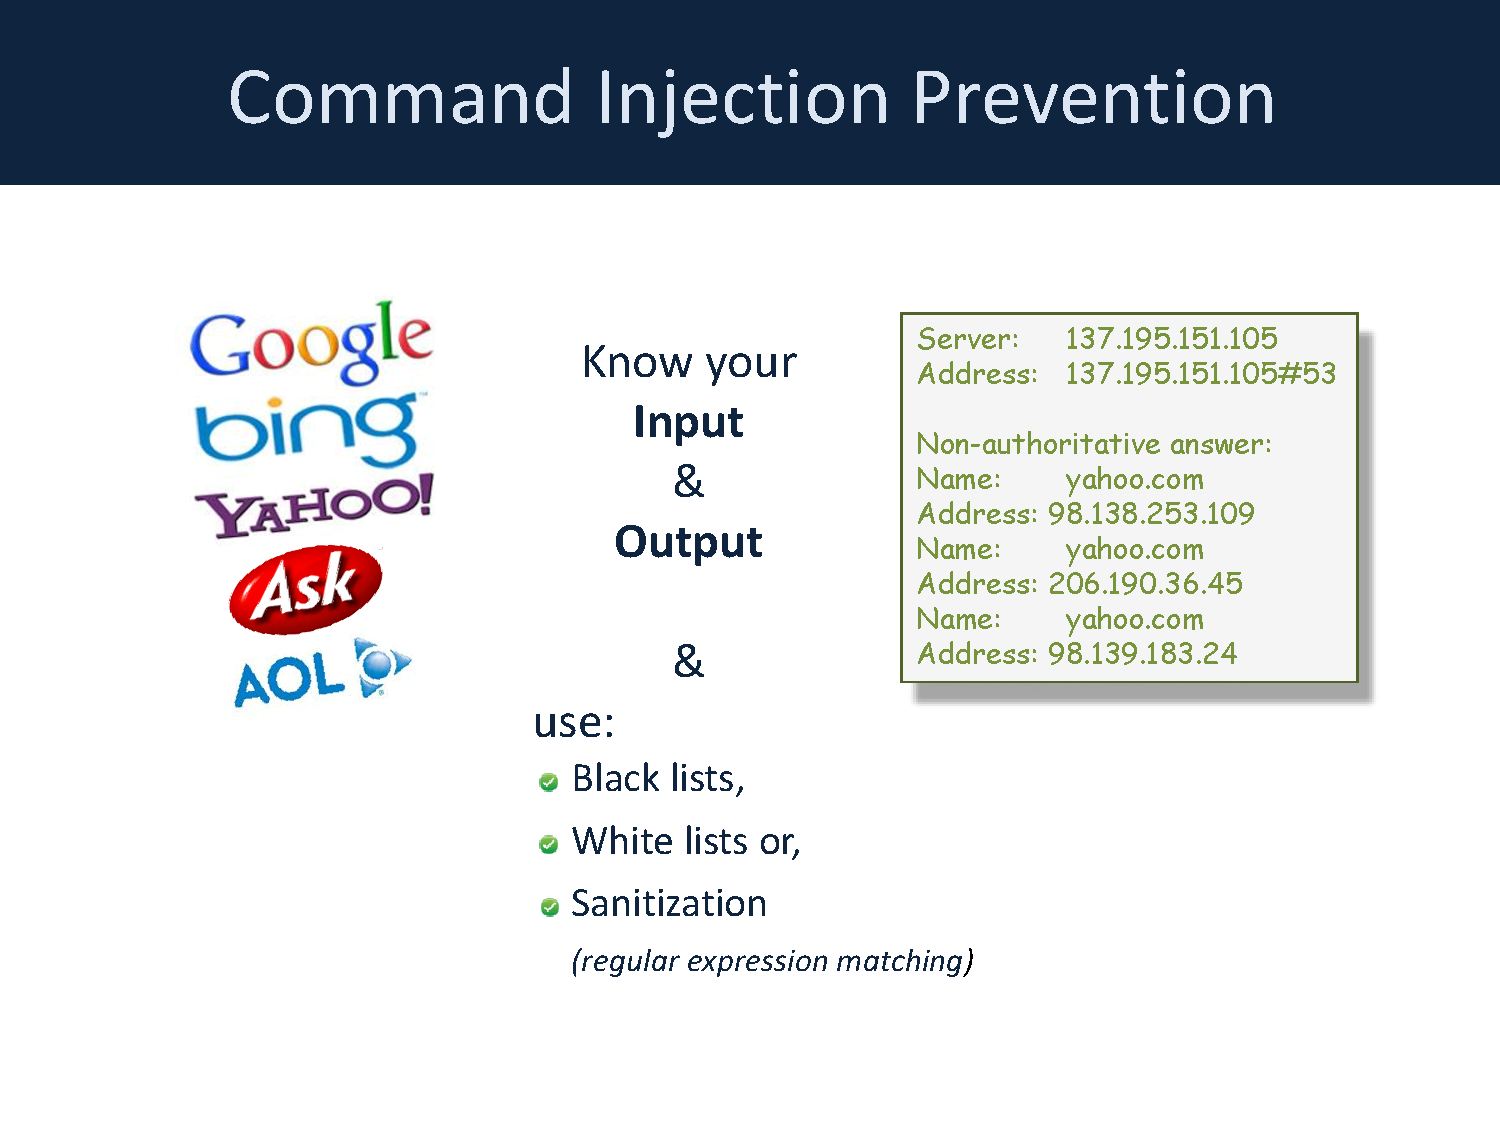 Command Injection Prevention
Google
bing
YAHOO!
Ask
AOL
Know your
Input
&
Output
&
use:
Black lists,
White lists or,
Sanitization
(regular expression matching)
Server: 137.195.151.105
Address: 137.195.151.105#53
Non-authoritative answer:
Name: yahoo.com
Address: 98.138.253.109
Name: yahoo.com
Address: 206.190.36.45
Name: yahoo.com
Address: 98.139.183.24